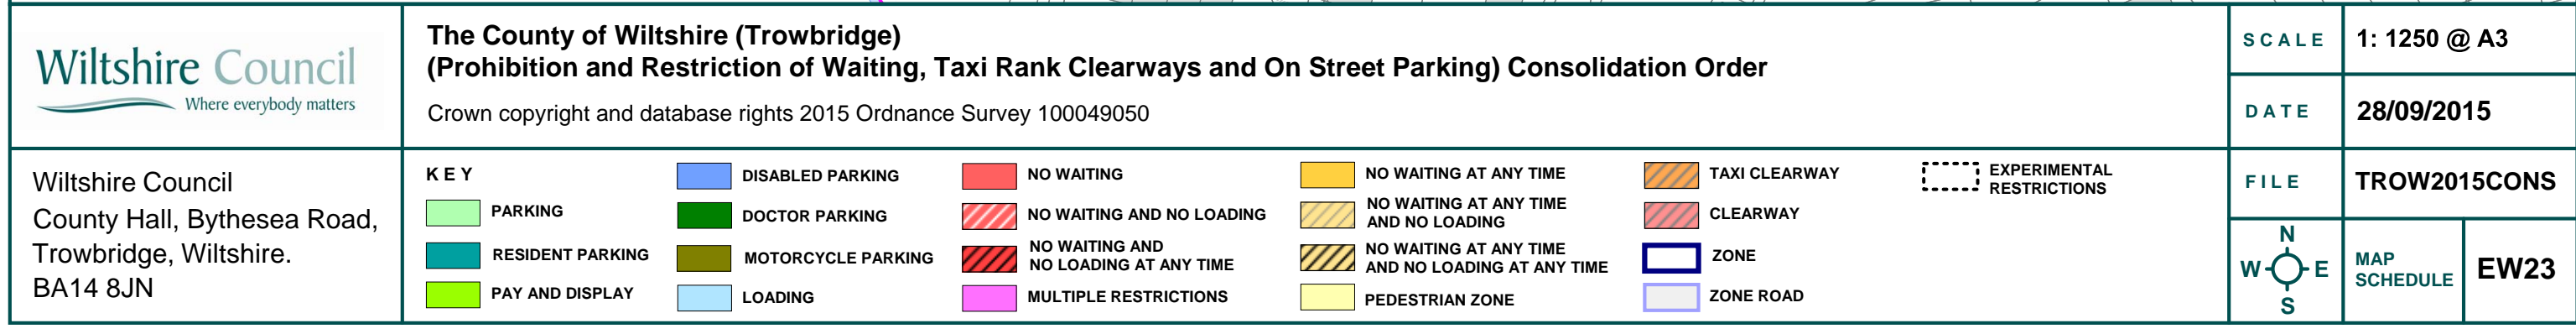 Wiltshire Council
Where everybody matters
The County of Wiltshire (Trowbridge)
(Prohibition and Restriction of Waiting, Taxi Rank Clearways and On Street Parking) Consolidation Order
Crown copyright and database rights 2015 Ordnance Survey 100049050
SCALE
1: 1250 @ A3
DATE
28/09/2015
Wiltshire Council
County Hall, Bythesea Road,
Trowbridge, Wiltshire.
BA14 8JN
KEY
PARKING
RESIDENT PARKING
PAY AND DISPLAY
DISABLED PARKING
DOCTOR PARKING
MOTORCYCLE PARKING
LOADING
NO WAITING
NO WAITING AND NO LOADING
NO WAITING AND
NO LOADING AT ANY TIME
MULTIPLE RESTRICTIONS
NO WAITING AT ANY TIME
NO WAITING AT ANY TIME
AND NO LOADING
NO WAITING AT ANY TIME
AND NO LOADING AT ANY TIME
PEDESTRIAN ZONE
TAXI CLEARWAY
CLEARWAY
ZONE
ZONE ROAD
EXPERIMENTAL
RESTRICTIONS
FILE
TROW2015CONS
N
W E
S
MAP
SCHEDULE
EW23